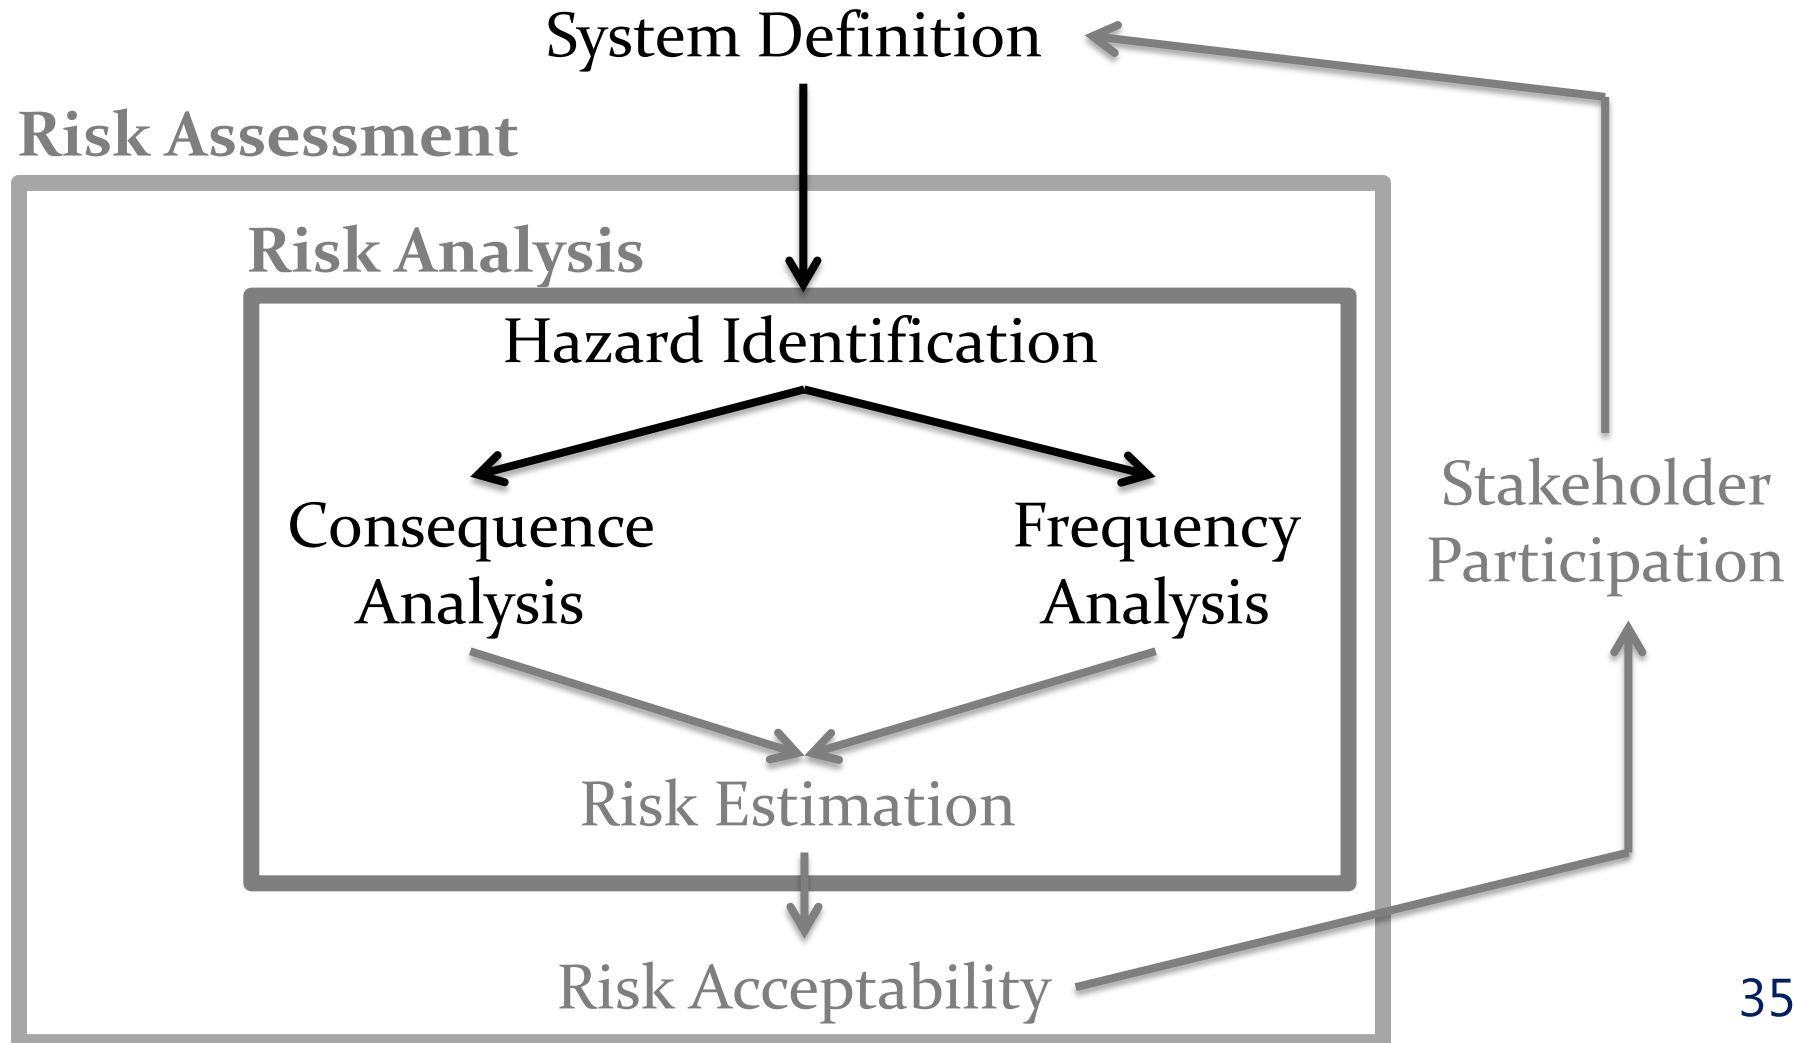 System Definition
Risk Assessment
Risk Analysis
Hazard Identification
Consequence
Analysis
Frequency
Analysis
Stakeholder
Participation
Risk Estimation
Risk Acceptability
35